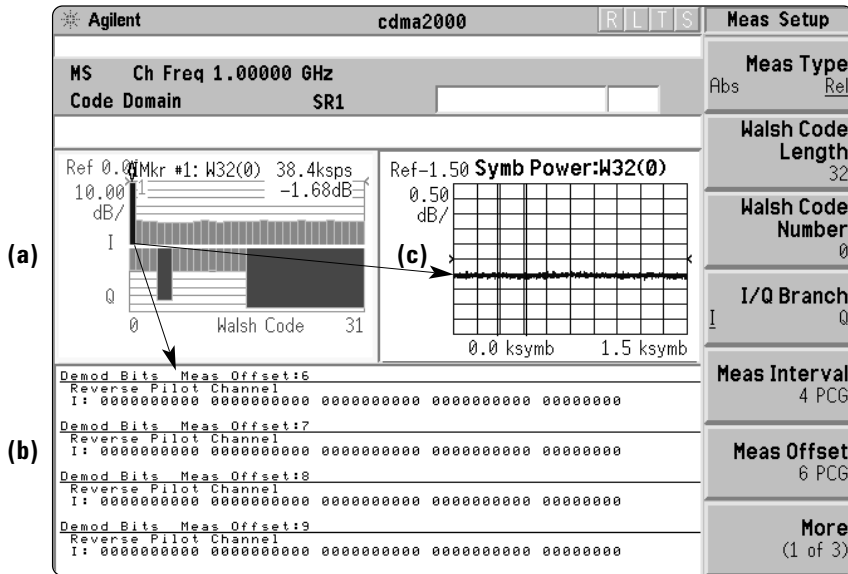 Agilent cdma2000 R L T S Meas Setup
MS Ch Freq 1.00000 GHz
Code Domain SR1
Meas Type
Abs Rel
Walsh Code
Length
32
Walsh Code
Number
0
I/Q Branch
I Q
Meas Interval
4 PCG
Meas Offset
6 PCG
More
(1 of 3)
(a)
Ref 0.0 Mkr #1: W32(0) 38.4ksps
10.00 1 -1.68dB
dB/
I
Q
0 Walsh Code 31
(c)
Ref-1.50 Symb Power:W32(0)
0.50
dB/
0.0 ksymb 1.5 ksymb
(b)
Demod Bits Meas Offset:6
Reverse Pilot Channel
I: 0000000000 0000000000 0000000000 0000000000 00000000
Demod Bits Meas Offset:7
Reverse Pilot Channel
I: 0000000000 0000000000 0000000000 0000000000 00000000
Demod Bits Meas Offset:8
Reverse Pilot Channel
I: 0000000000 0000000000 0000000000 0000000000 00000000
Demod Bits Meas Offset:9
Reverse Pilot Channel
I: 0000000000 0000000000 0000000000 0000000000 00000000